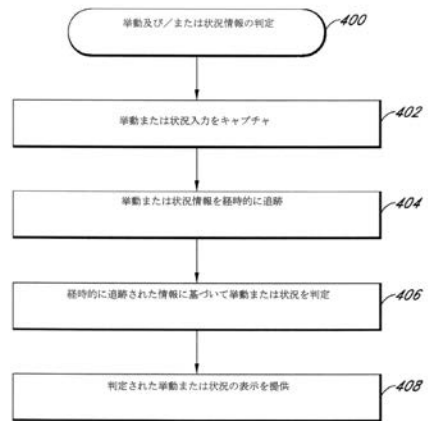 挙動及び/または状況情報の判定
400
挙動または状況入力をキャプチャ
402
挙動または状況情報を経時的に追跡
404
経時的に追跡された情報に基づいて挙動または状況を判定
406
判定された挙動または状況の表示を提供
408